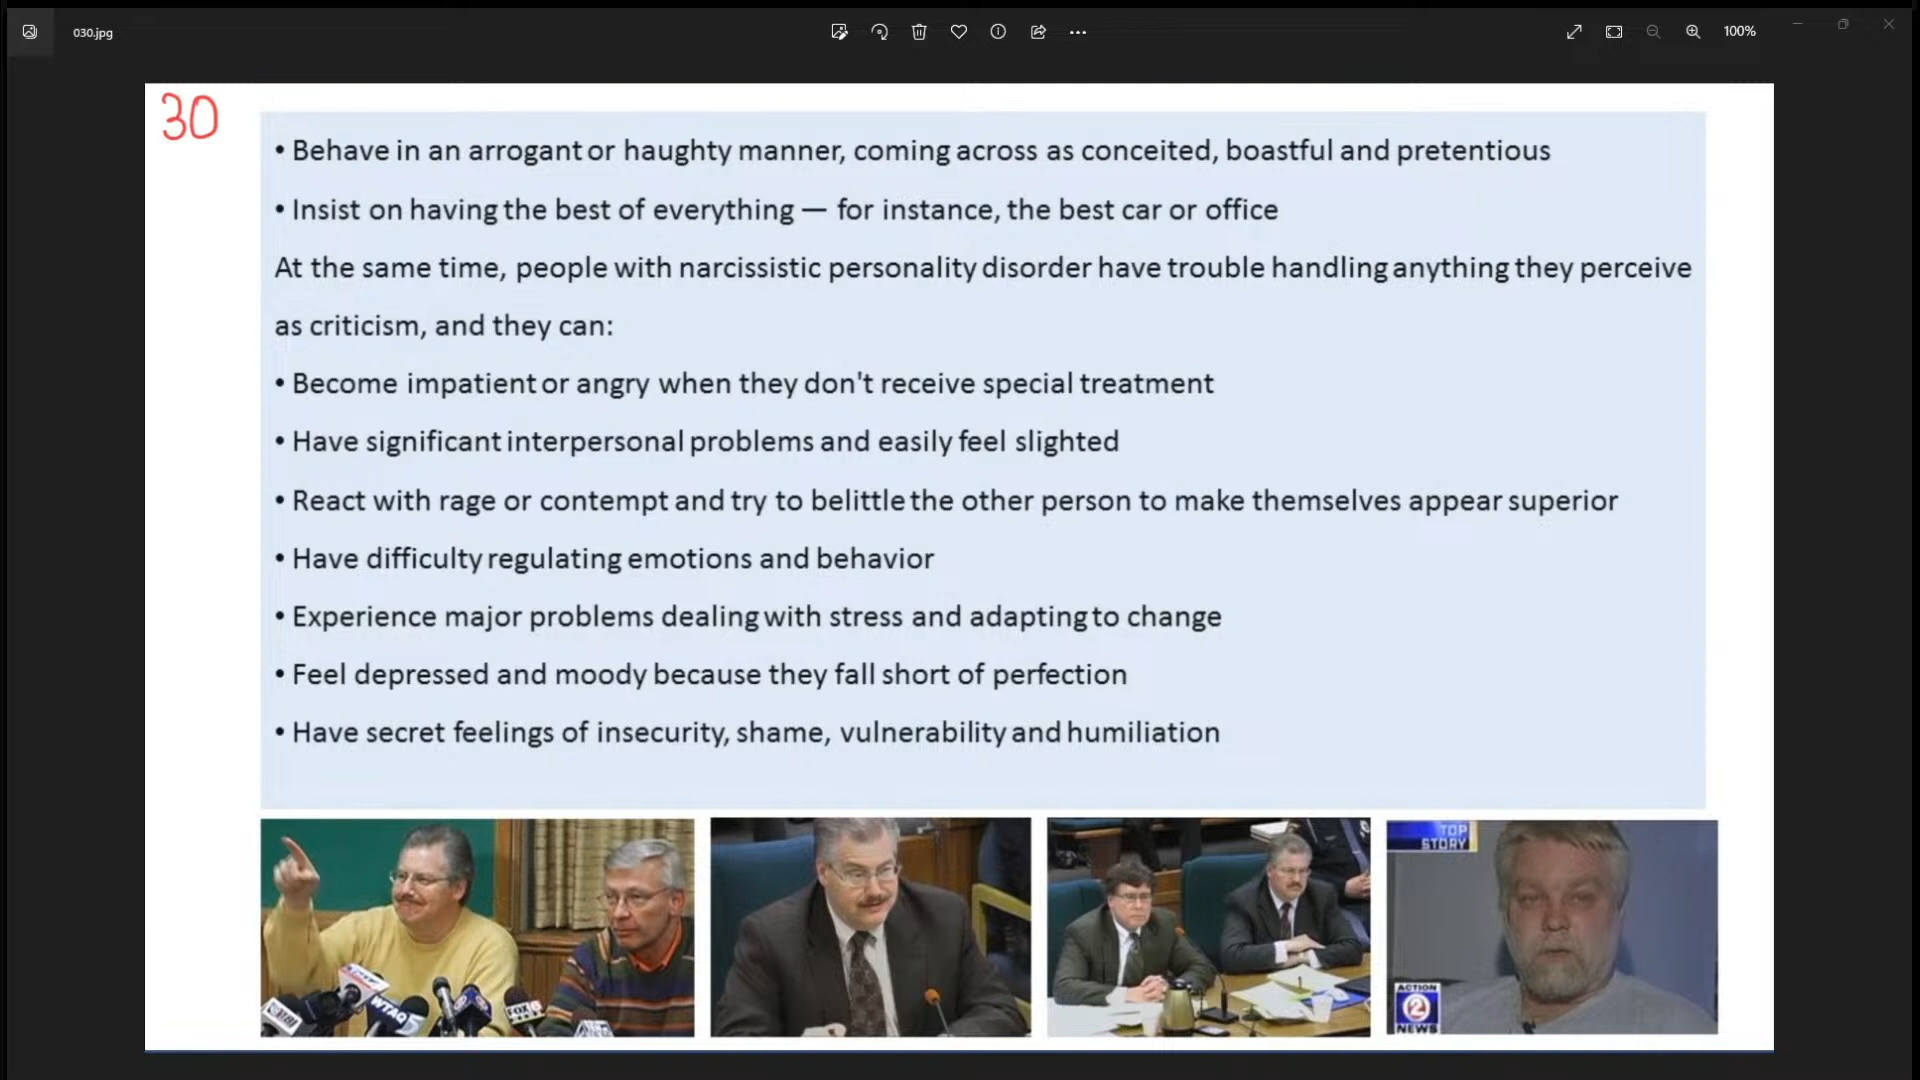 030.jpg
100%
30
• Behave in an arrogant or haughty manner, coming across as conceited, boastful and pretentious
• Insist on having the best of everything — for instance, the best car or office
At the same time, people with narcissistic personality disorder have trouble handling anything they perceive
as criticism, and they can:
• Become impatient or angry when they don't receive special treatment
• Have significant interpersonal problems and easily feel slighted
• React with rage or contempt and try to belittle the other person to make themselves appear superior
• Have difficulty regulating emotions and behavior
• Experience major problems dealing with stress and adapting to change
• Feel depressed and moody because they fall short of perfection
• Have secret feelings of insecurity, shame, vulnerability and humiliation
TOP
STORY
WTAQ
FOX
ACTION
2
NEWS